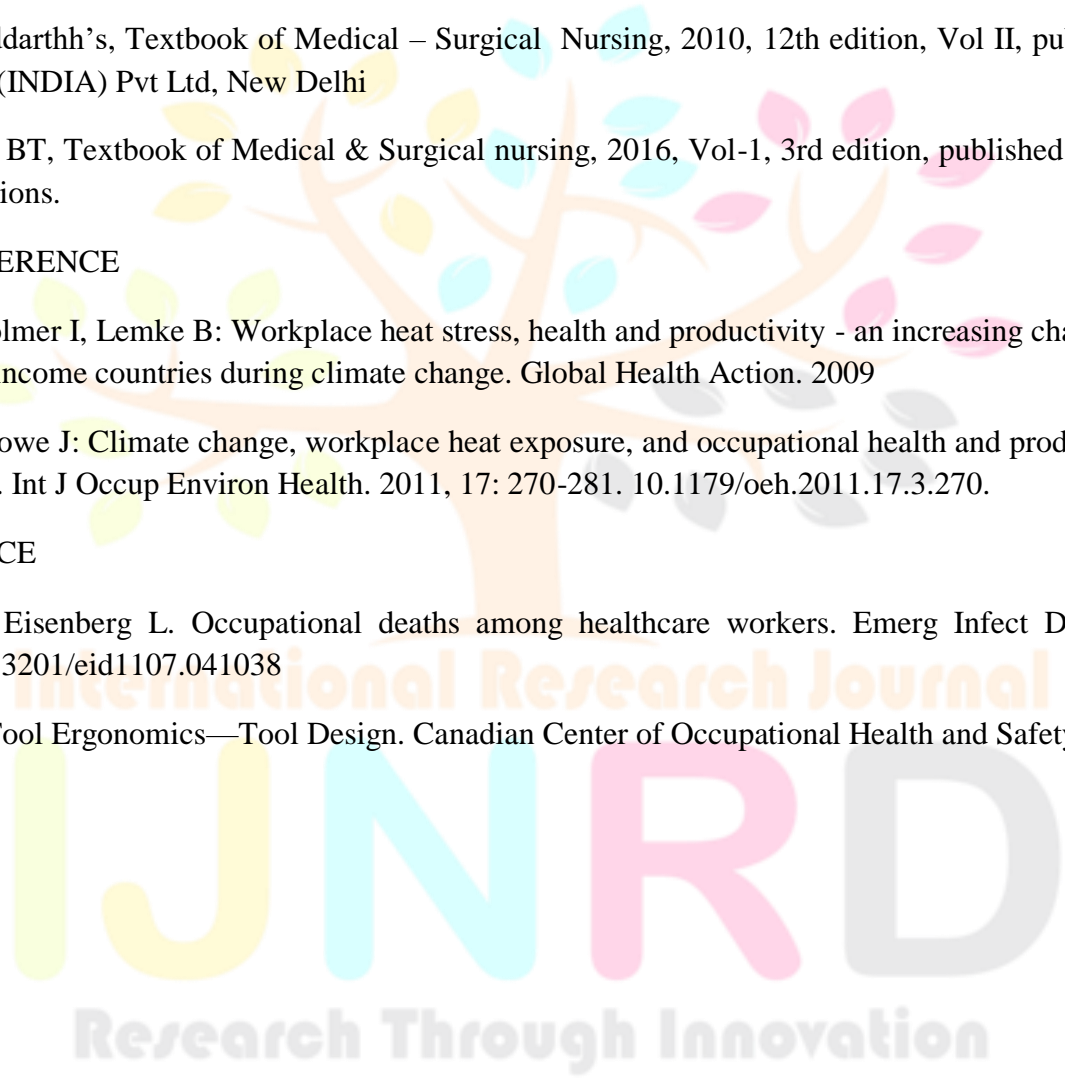 ddarthh’s, Textbook of Medical – Surgical Nursing, 2010, 12th edition, Vol II, pu
(INDIA) Pvt Ltd, New Delhi
BT, Textbook of Medical & Surgical nursing, 2016, Vol-1, 3rd edition, published
ions.
ERENCE
olmer I, Lemke B: Workplace heat stress, health and productivity - an increasing cha
income countries during climate change. Global Health Action. 2009
owe J: Climate change, workplace heat exposure, and occupational health and prod
. Int J Occup Environ Health. 2011, 17: 270-281. 10.1179/oeh.2011.17.3.270.
CE
Eisenberg L. Occupational deaths among healthcare workers. Emerg Infect D
3201/eid1107.041038
Tool Ergonomics—Tool Design. Canadian Center of Occupational Health and Safety
International Research Journal
IJNRD
Research Through Innovation